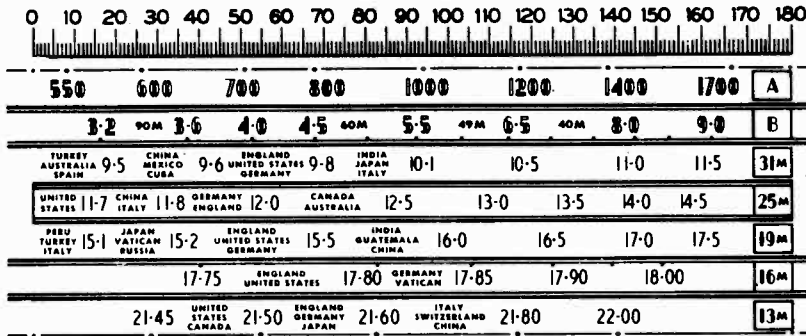 0 10 20 30 40 50 60 70 80 90 100 110 120 130 140 150 160 170 180
550 600 700 800 1000 1200 1400 1700 A
3·2 90M 3·6 4·0 4·5 60M 5·5 49M 6·5 40M 8·0 9·0 B
TURKEY AUSTRALIA SPAIN 9·5 CHINA MEXICO CUBA 9·6 ENGLAND UNITED STATES GERMANY 9·8 INDIA JAPAN ITALY 10·1 10·5 11·0 11·5 31M
UNITED STATES 11·7 CHINA ITALY 11·8 GERMANY ENGLAND 12·0 CANADA AUSTRALIA 12·5 13·0 13·5 14·0 14·5 25M
PERU TURKEY ITALY 15·1 JAPAN VATICAN RUSSIA 15·2 ENGLAND UNITED STATES GERMANY 15·5 INDIA GUATEMALA CHINA 16·0 16·5 17·0 17·5 19M
17·75 ENGLAND UNITED STATES 17·80 GERMANY VATICAN 17·85 17·90 18·00 16M
21·45 UNITED STATES CANADA 21·50 ENGLAND GERMANY JAPAN 21·60 ITALY SWITZERLAND CHINA 21·80 22·00 13M